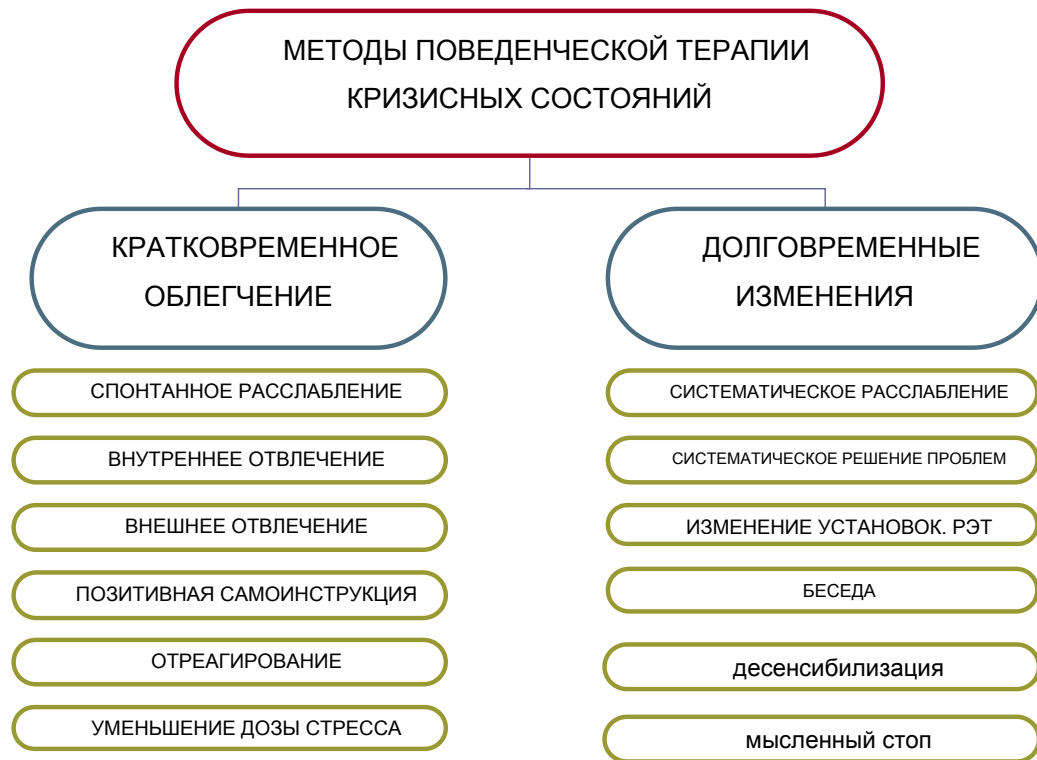 МЕТОДЫ ПОВЕДЕНЧЕСКОЙ ТЕРАПИИ
КРИЗИСНЫХ СОСТОЯНИЙ
КРАТКОВРЕМЕННОЕ
ОБЛЕГЧЕНИЕ
СПОНТАННОЕ РАССЛАБЛЕНИЕ
ВНУТРЕННЕЕ ОТВЛЕЧЕНИЕ
ВНЕШНЕЕ ОТВЛЕЧЕНИЕ
ПОЗИТИВНАЯ САМОИНСТРУКЦИЯ
ОТРЕАГИРОВАНИЕ
УМЕНЬШЕНИЕ ДОЗЫ СТРЕССА
ДОЛГОВРЕМЕННЫЕ
ИЗМЕНЕНИЯ
СИСТЕМАТИЧЕСКОЕ РАССЛАБЛЕНИЕ
СИСТЕМАТИЧЕСКОЕ РЕШЕНИЕ ПРОБЛЕМ
ИЗМЕНЕНИЕ УСТАНОВОК. РЭТ
БЕСЕДА
десенсибилизация
мысленный стоп